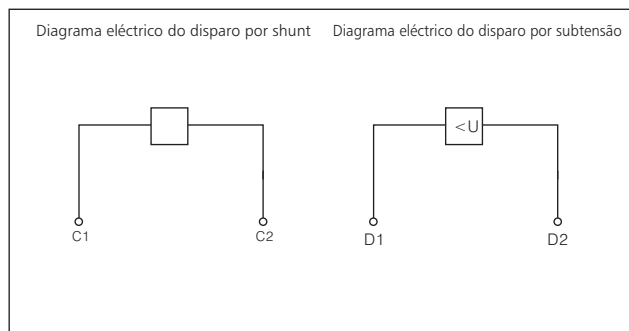 Diagrama eléctrico do disparo por shunt
Diagrama eléctrico do disparo por subtensão
<U
C1
C2
D1
D2